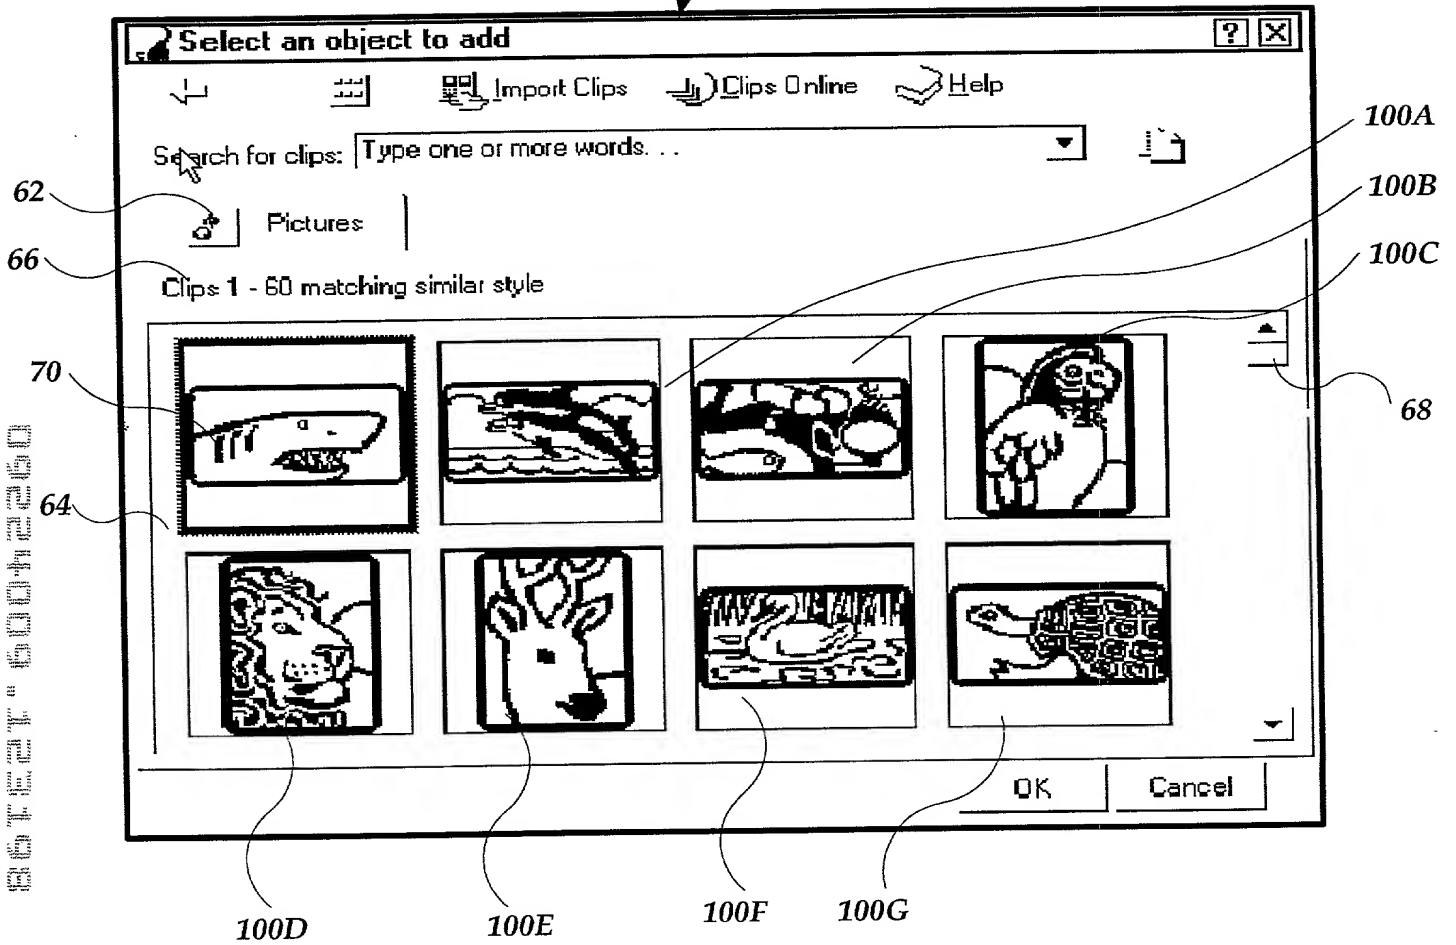 Select an object to add
? X
Import Clips Clips Online Help
Search for clips: Type one or more words. . .
Pictures
Clips 1 - 60 matching similar style
OK Cancel
100A
100B
100C
62
66
70
64
68
100D 100E 100F 100G